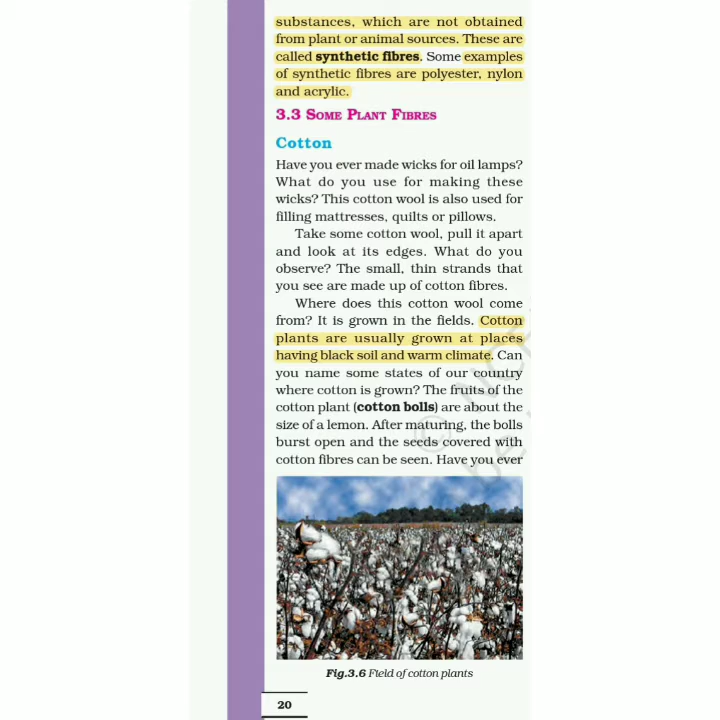 substances, which are not obtained
from plant or animal sources. These are
called synthetic fibres. Some examples
of synthetic fibres are polyester, nylon
and acrylic.
3.3 SOME PLANT FIBRES
Cotton
Have you ever made wicks for oil lamps?
What do you use for making these
wicks? This cotton wool is also used for
filling mattresses, quilts or pillows.
Take some cotton wool, pull it apart
and look at its edges. What do you
observe? The small, thin strands that
you see are made up of cotton fibres.
Where does this cotton wool come
from? It is grown in the fields. Cotton
plants are usually grown at places
having black soil and warm climate. Can
you name some states of our country
where cotton is grown? The fruits of the
cotton plant (cotton bolls) are about the
size of a lemon. After maturing, the bolls
burst open and the seeds covered with
cotton fibres can be seen. Have you ever
Fig.3.6 Field of cotton plants
20